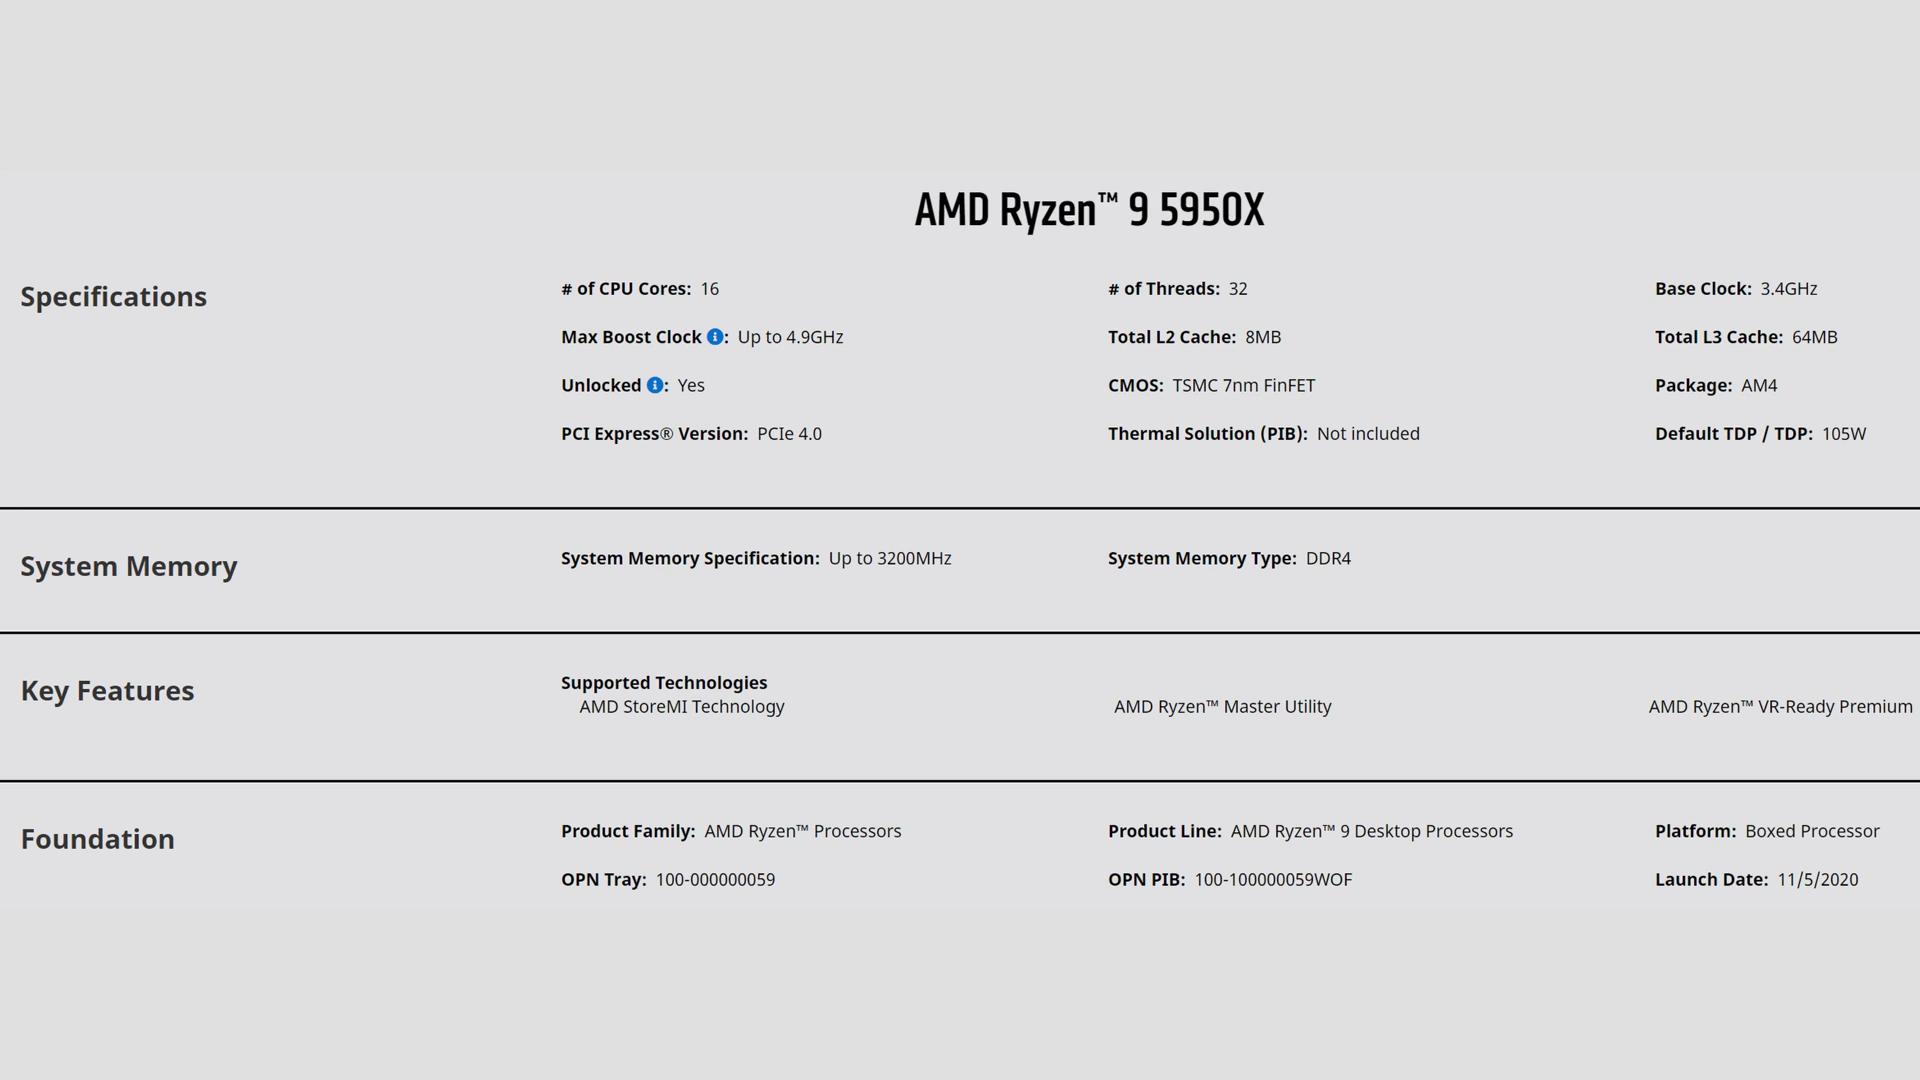 AMD Ryzen™ 9 5950X
Specifications
# of CPU Cores: 16 # of Threads: 32 Base Clock: 3.4GHz
Max Boost Clock i: Up to 4.9GHz Total L2 Cache: 8MB Total L3 Cache: 64MB
Unlocked i: Yes CMOS: TSMC 7nm FinFET Package: AM4
PCI Express® Version: PCIe 4.0 Thermal Solution (PIB): Not included Default TDP / TDP: 105W
System Memory
System Memory Specification: Up to 3200MHz System Memory Type: DDR4
Key Features
Supported Technologies
AMD StoreMI Technology AMD Ryzen™ Master Utility AMD Ryzen™ VR-Ready Premium
Foundation
Product Family: AMD Ryzen™ Processors Product Line: AMD Ryzen™ 9 Desktop Processors Platform: Boxed Processor
OPN Tray: 100-000000059 OPN PIB: 100-100000059WOF Launch Date: 11/5/2020